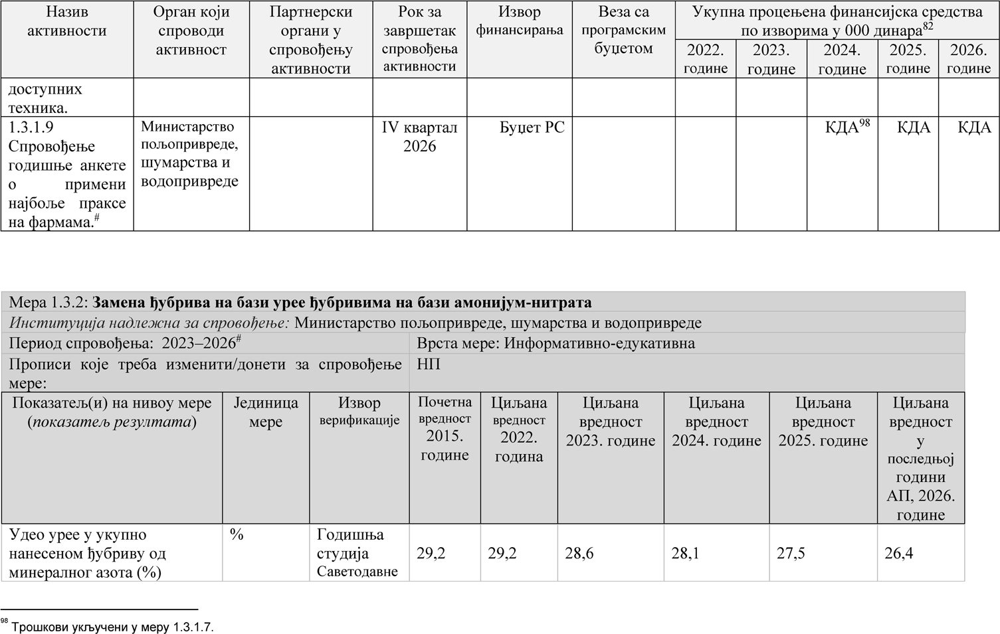 Назив активности
Орган који спроводи активност
Партнерски органи у спровођењу активности
Рок за завршетак спровођења активности
Извор финансирања
Веза са програмским буџетом
Укупна процењена финансијска средства по изворима у 000 динара82
2022. године
2023. године
2024. године
2025. године
2026. године
доступних
техника.
1.3.1.9
Спровођење
годишње анкете
о примени
најбоље праксе
на фармама.#
Министарство
пољопривреде,
шумарства и
водопривреде
IV квартал
2026
Буџет РС
КДА98
КДА
КДА
Мера 1.3.2: Замена ђубрива на бази урее ђубривима на бази амонијум-нитрата
Институција надлежна за спровођење: Министарство пољопривреде, шумарства и водопривреде
Период спровођења: 2023–2026#
Врста мере: Информативно-едукативна
Прописи које треба изменити/донети за спровођење
мере:
НП
Показатељ(и) на нивоу мере
(показатељ резултата)
Јединица
мере
Извор
верификације
Почетна
вредност
2015.
године
Циљана
вредност
2022.
година
Циљана
вредност
2023. године
Циљана
вредност
2024. године
Циљана
вредност
2025. године
Циљана
вредност
у
последњој
години
АП, 2026.
године
Удео урее у укупно
нанесеном ђубриву од
минералног азота (%)
%
Годишња
студија
Саветодавне
29,2
29,2
28,6
28,1
27,5
26,4
98 Трошкови укључени у меру 1.3.1.7.